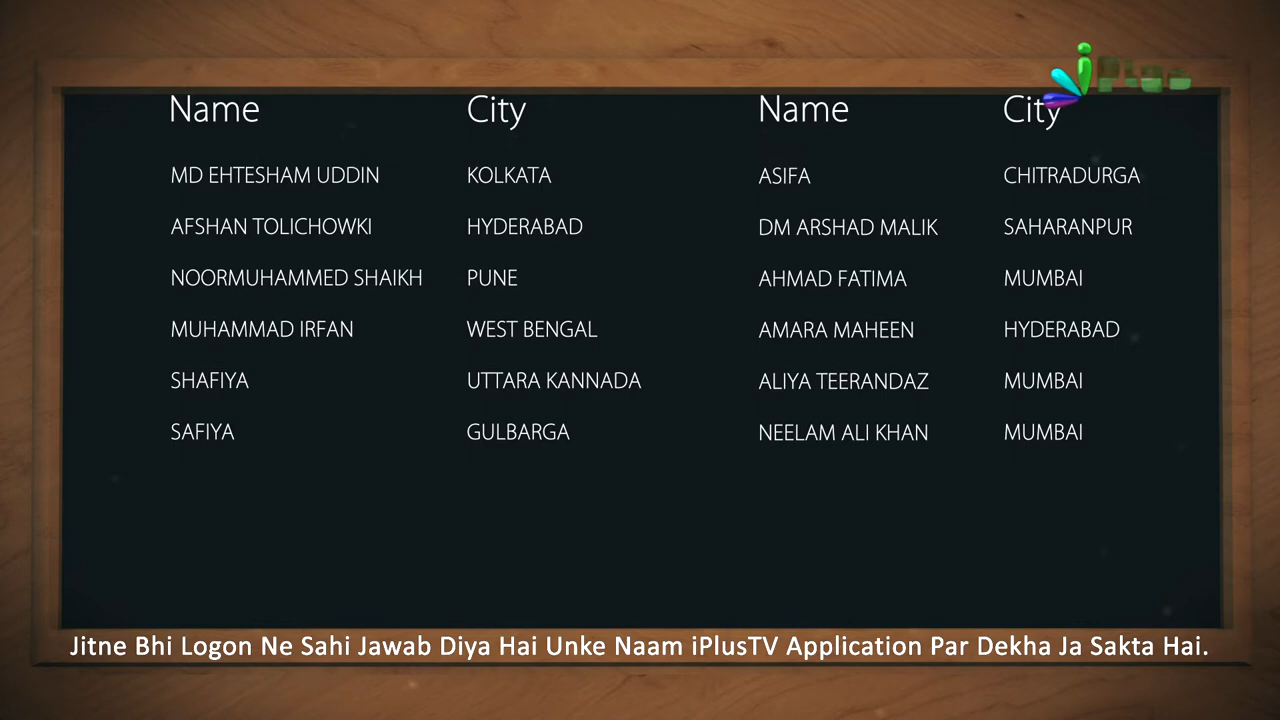 iPlus
Name City Name City
MD EHTESHAM UDDIN KOLKATA ASIFA CHITRADURGA
AFSHAN TOLICHOWKI HYDERABAD DM ARSHAD MALIK SAHARANPUR
NOORMUHAMMED SHAIKH PUNE AHMAD FATIMA MUMBAI
MUHAMMAD IRFAN WEST BENGAL AMARA MAHEEN HYDERABAD
SHAFIYA UTTARA KANNADA ALIYA TEERANDAZ MUMBAI
SAFIYA GULBARGA NEELAM ALI KHAN MUMBAI
Jitne Bhi Logon Ne Sahi Jawab Diya Hai Unke Naam iPlusTV Application Par Dekha Ja Sakta Hai.